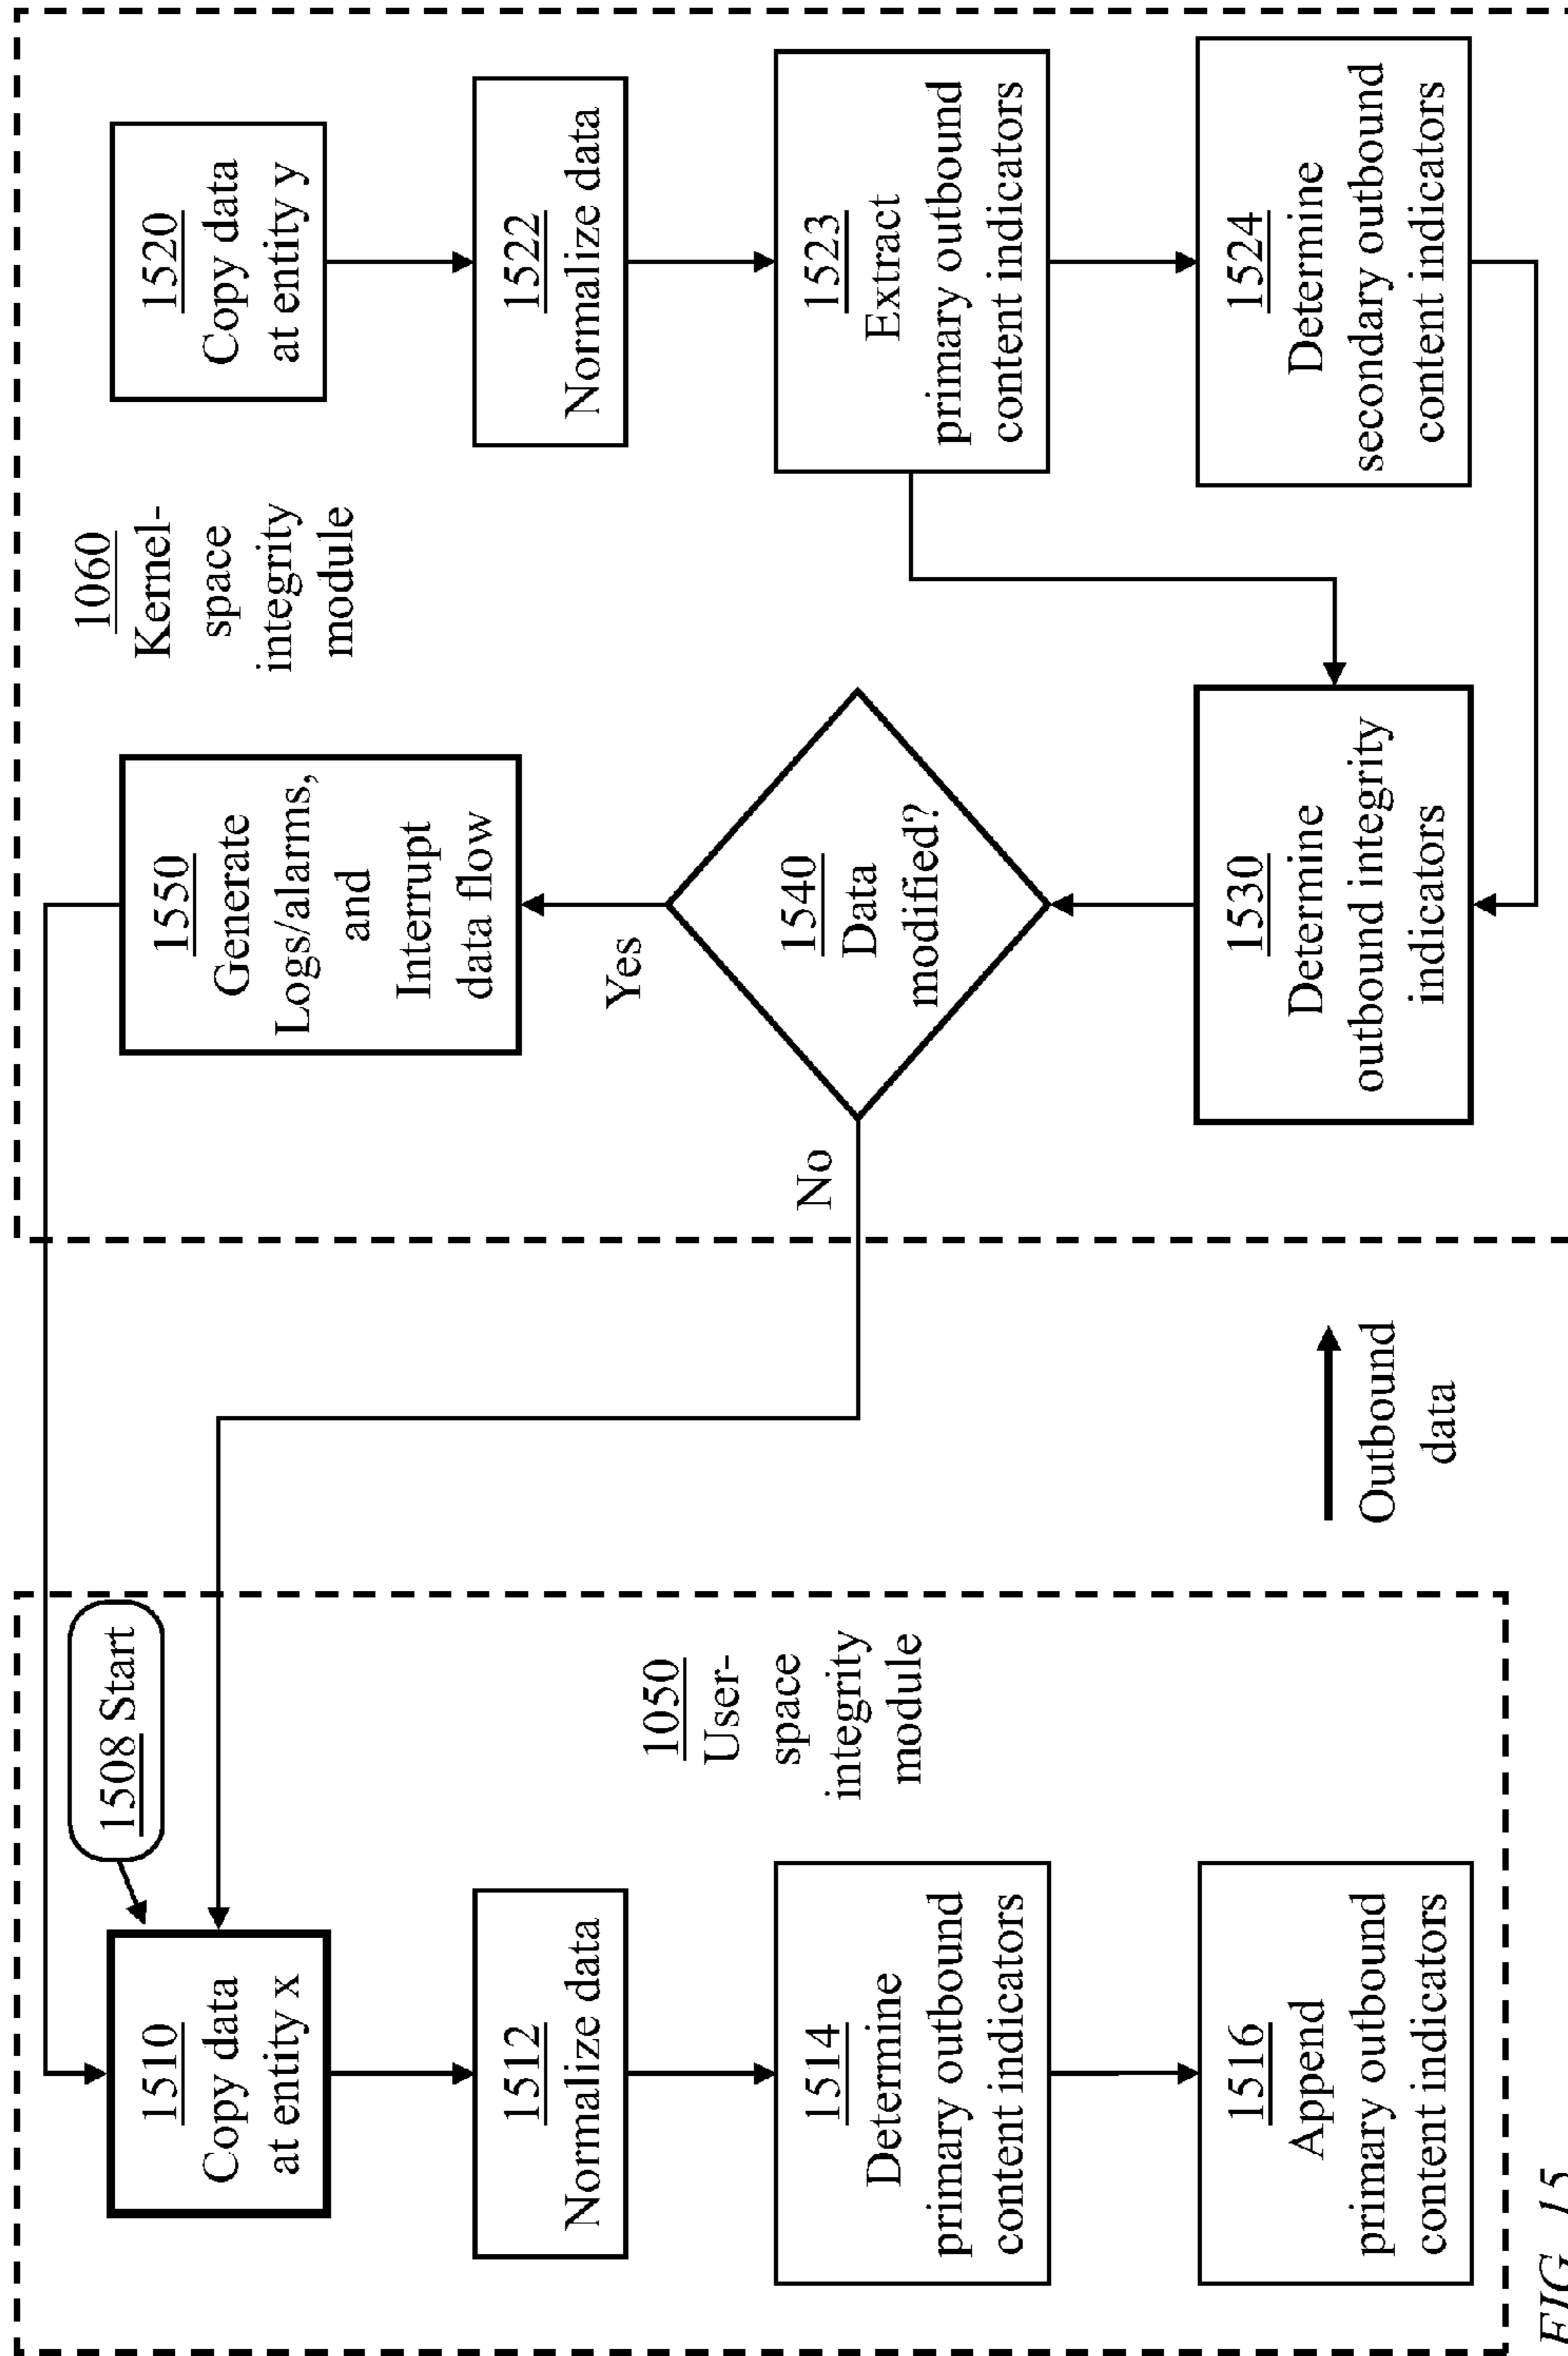 1508 Start
1510
Copy data
at entity x
1512
Normalize data
1514
Determine
primary outbound
content indicators
1516
Append
primary outbound
content indicators
1050
User-
space
integrity
module
Outbound
data
1060
Kernel-
space
integrity
module
1520
Copy data
at entity y
1522
Normalize data
1523
Extract
primary outbound
content indicators
1524
Determine
secondary outbound
content indicators
1530
Determine
outbound integrity
indicators
1540
Data
modified?
Yes
No
1550
Generate
Logs/alarms,
and
Interrupt
data flow
FIG. 15